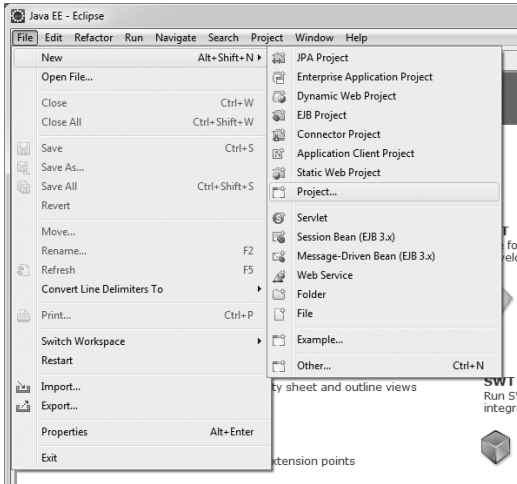 Java EE - Eclipse
File Edit Refactor Run Navigate Search Project Window Help
New Alt+Shift+N
Open File...
Close Ctrl+W
Close All Ctrl+Shift+W
Save Ctrl+S
Save As...
Save All Ctrl+Shift+S
Revert
Move...
Rename... F2
Refresh F5
Convert Line Delimiters To
Print... Ctrl+P
Switch Workspace
Restart
Import...
Export...
Properties Alt+Enter
Exit
JPA Project
Enterprise Application Project
Dynamic Web Project
EJB Project
Connector Project
Application Client Project
Static Web Project
Project...
Servlet
Session Bean (EJB 3.x)
Message-Driven Bean (EJB 3.x)
Web Service
Folder
File
Example...
Other... Ctrl+N
ty sheet and outline views
xtension points
T
fo
velo
SWT
Run S
integr